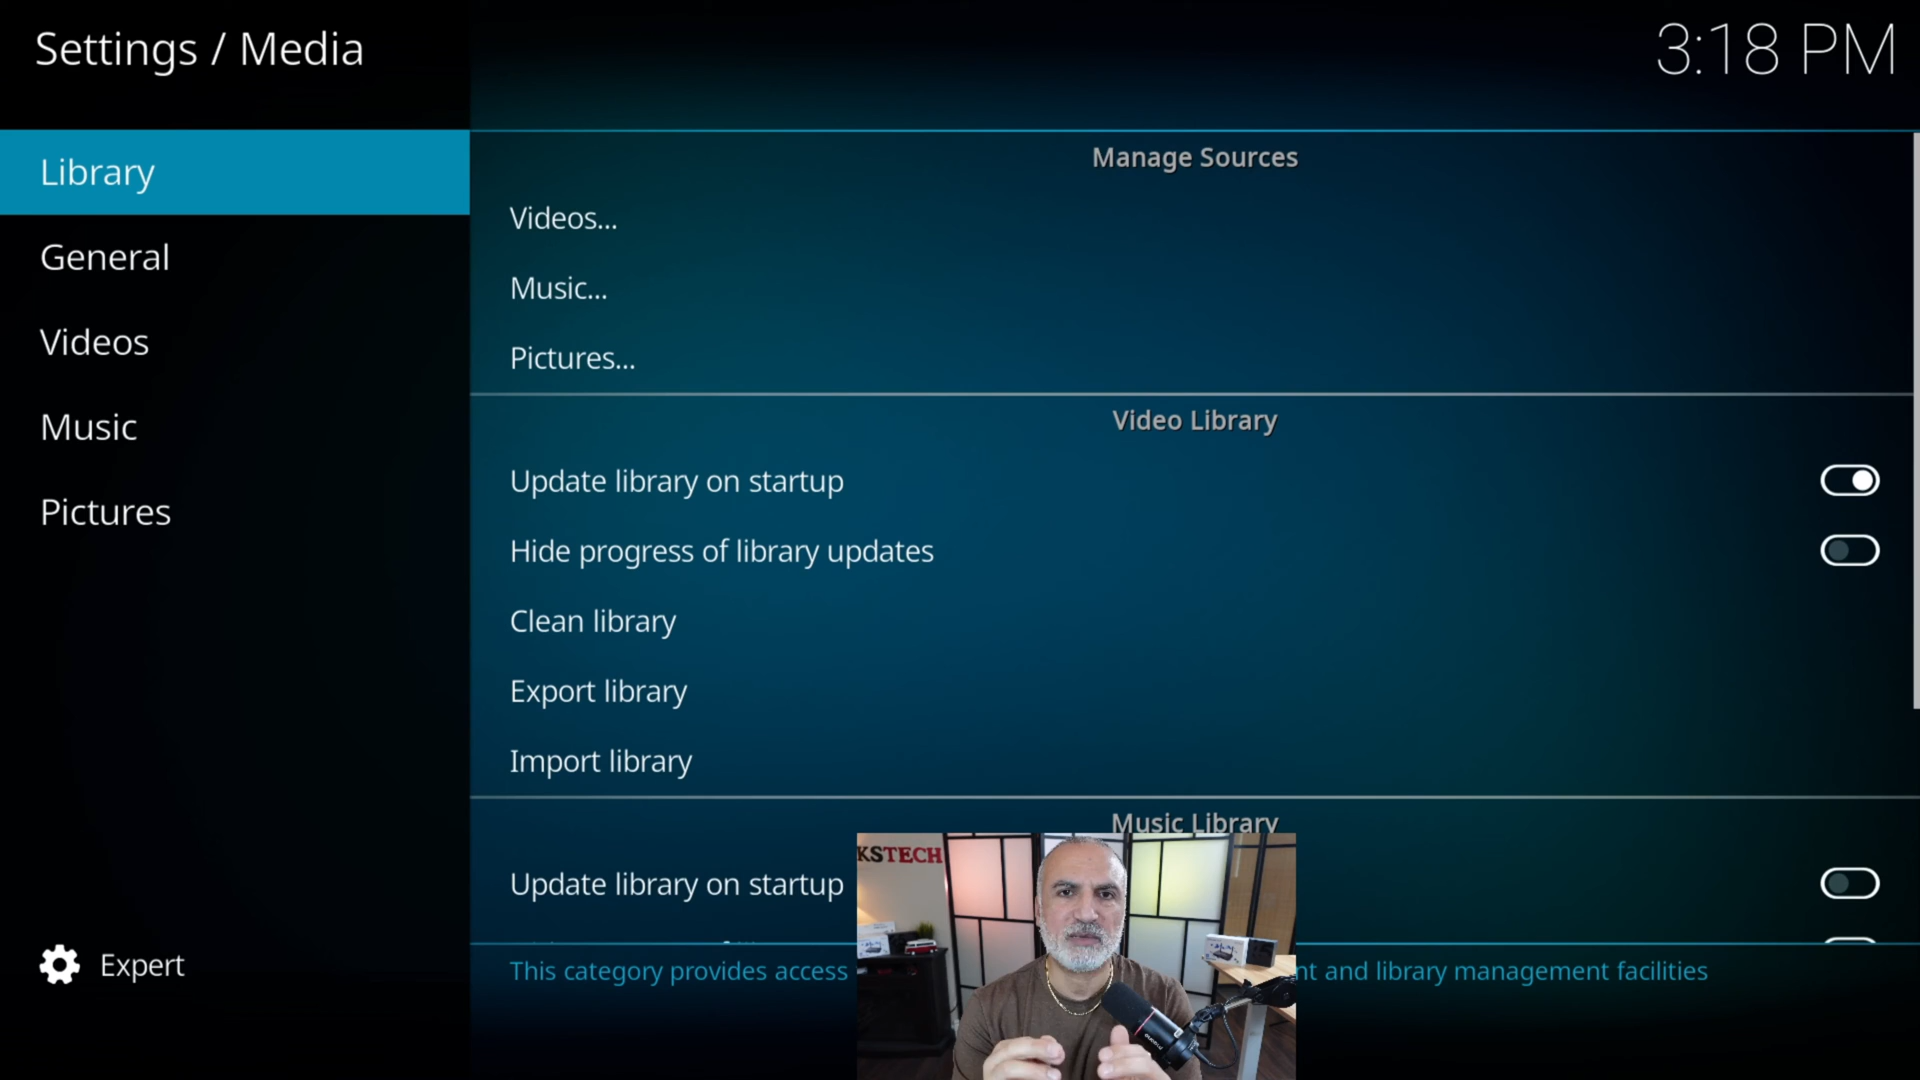 Settings / Media
3:18 PM
Library
General
Videos
Music
Pictures
Expert
Manage Sources
Videos...
Music...
Pictures...
Video Library
Update library on startup
Hide progress of library updates
Clean library
Export library
Import library
Music Library
Update library on startup
This category provides access
nt and library management facilities
KSTECH